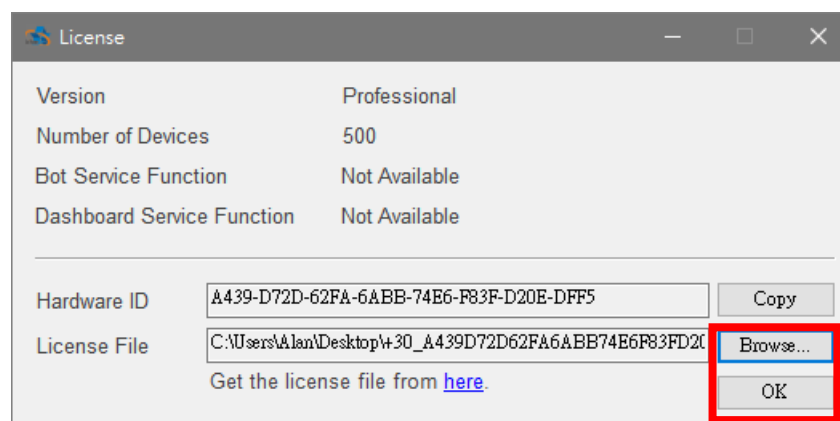 License
Version Professional
Number of Devices 500
Bot Service Function Not Available
Dashboard Service Function Not Available
Hardware ID A439-D72D-62FA-6ABB-74E6-F83F-D20E-DFF5 Copy
License File C:\Users\Alan\Desktop\+30_A439D72D62FA6ABB74E6F83FD20 Browse...
Get the license file from here. OK